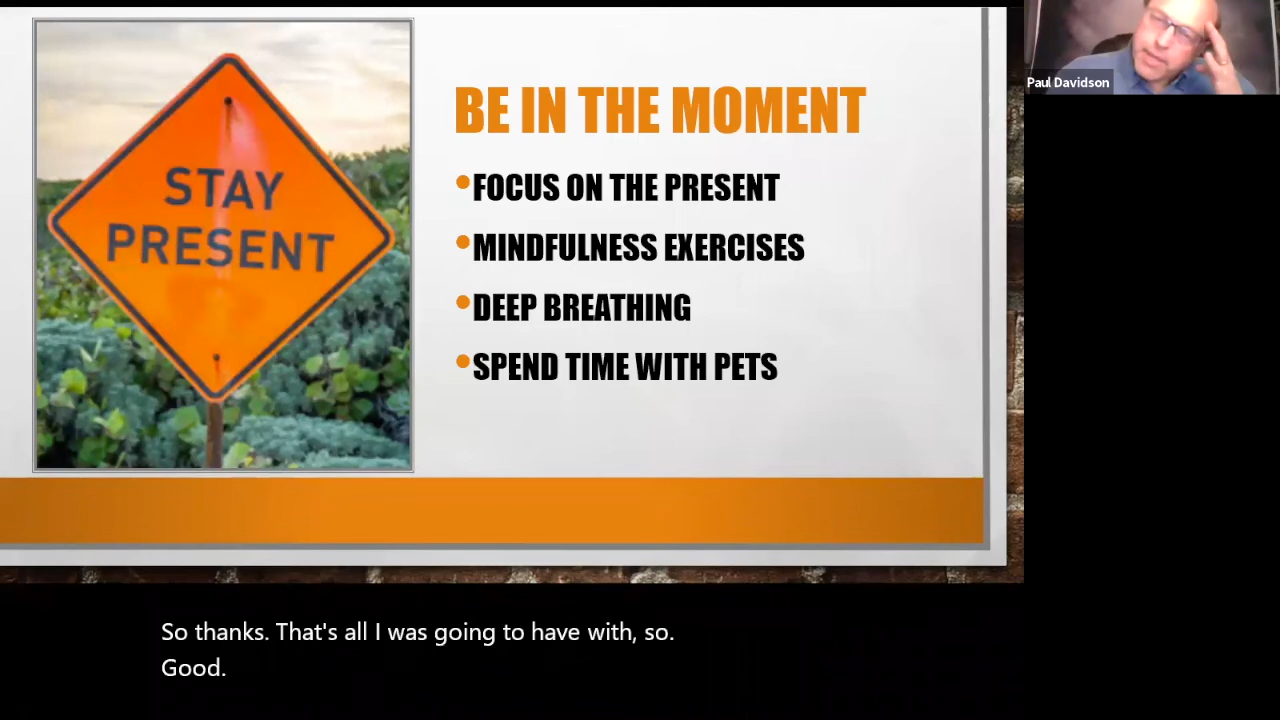 STAY
PRESENT
BE IN THE MOMENT
•FOCUS ON THE PRESENT
•MINDFULNESS EXERCISES
•DEEP BREATHING
•SPEND TIME WITH PETS
Paul Davidson
So thanks. That's all I was going to have with, so.
Good.